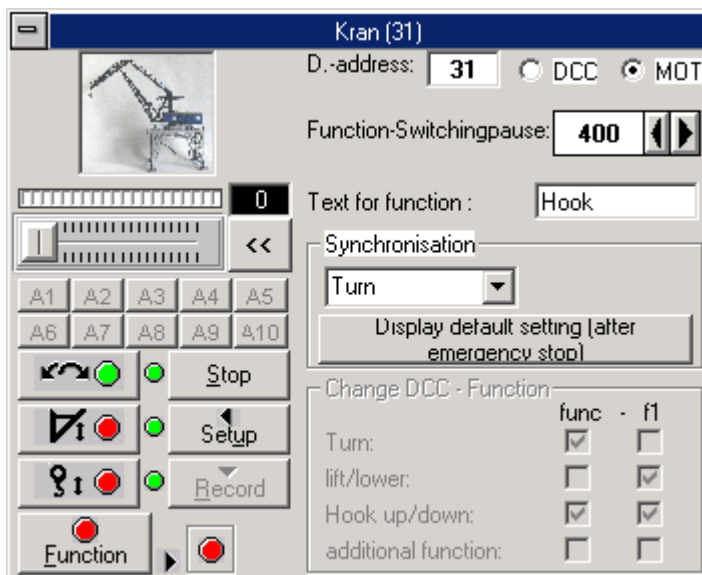 Kran (31)
D.-address: 31 DCC MOT
Function-Switchingpause: 400
0
<<
Text for function : Hook
Synchronisation
Turn
Display default setting (after
emergency stop)
A1 A2 A3 A4 A5
A6 A7 A8 A9 A10
Stop
Setup
Record
Function
Change DCC - Function
func - f1
Turn:
lift/lower:
Hook up/down:
additional function: